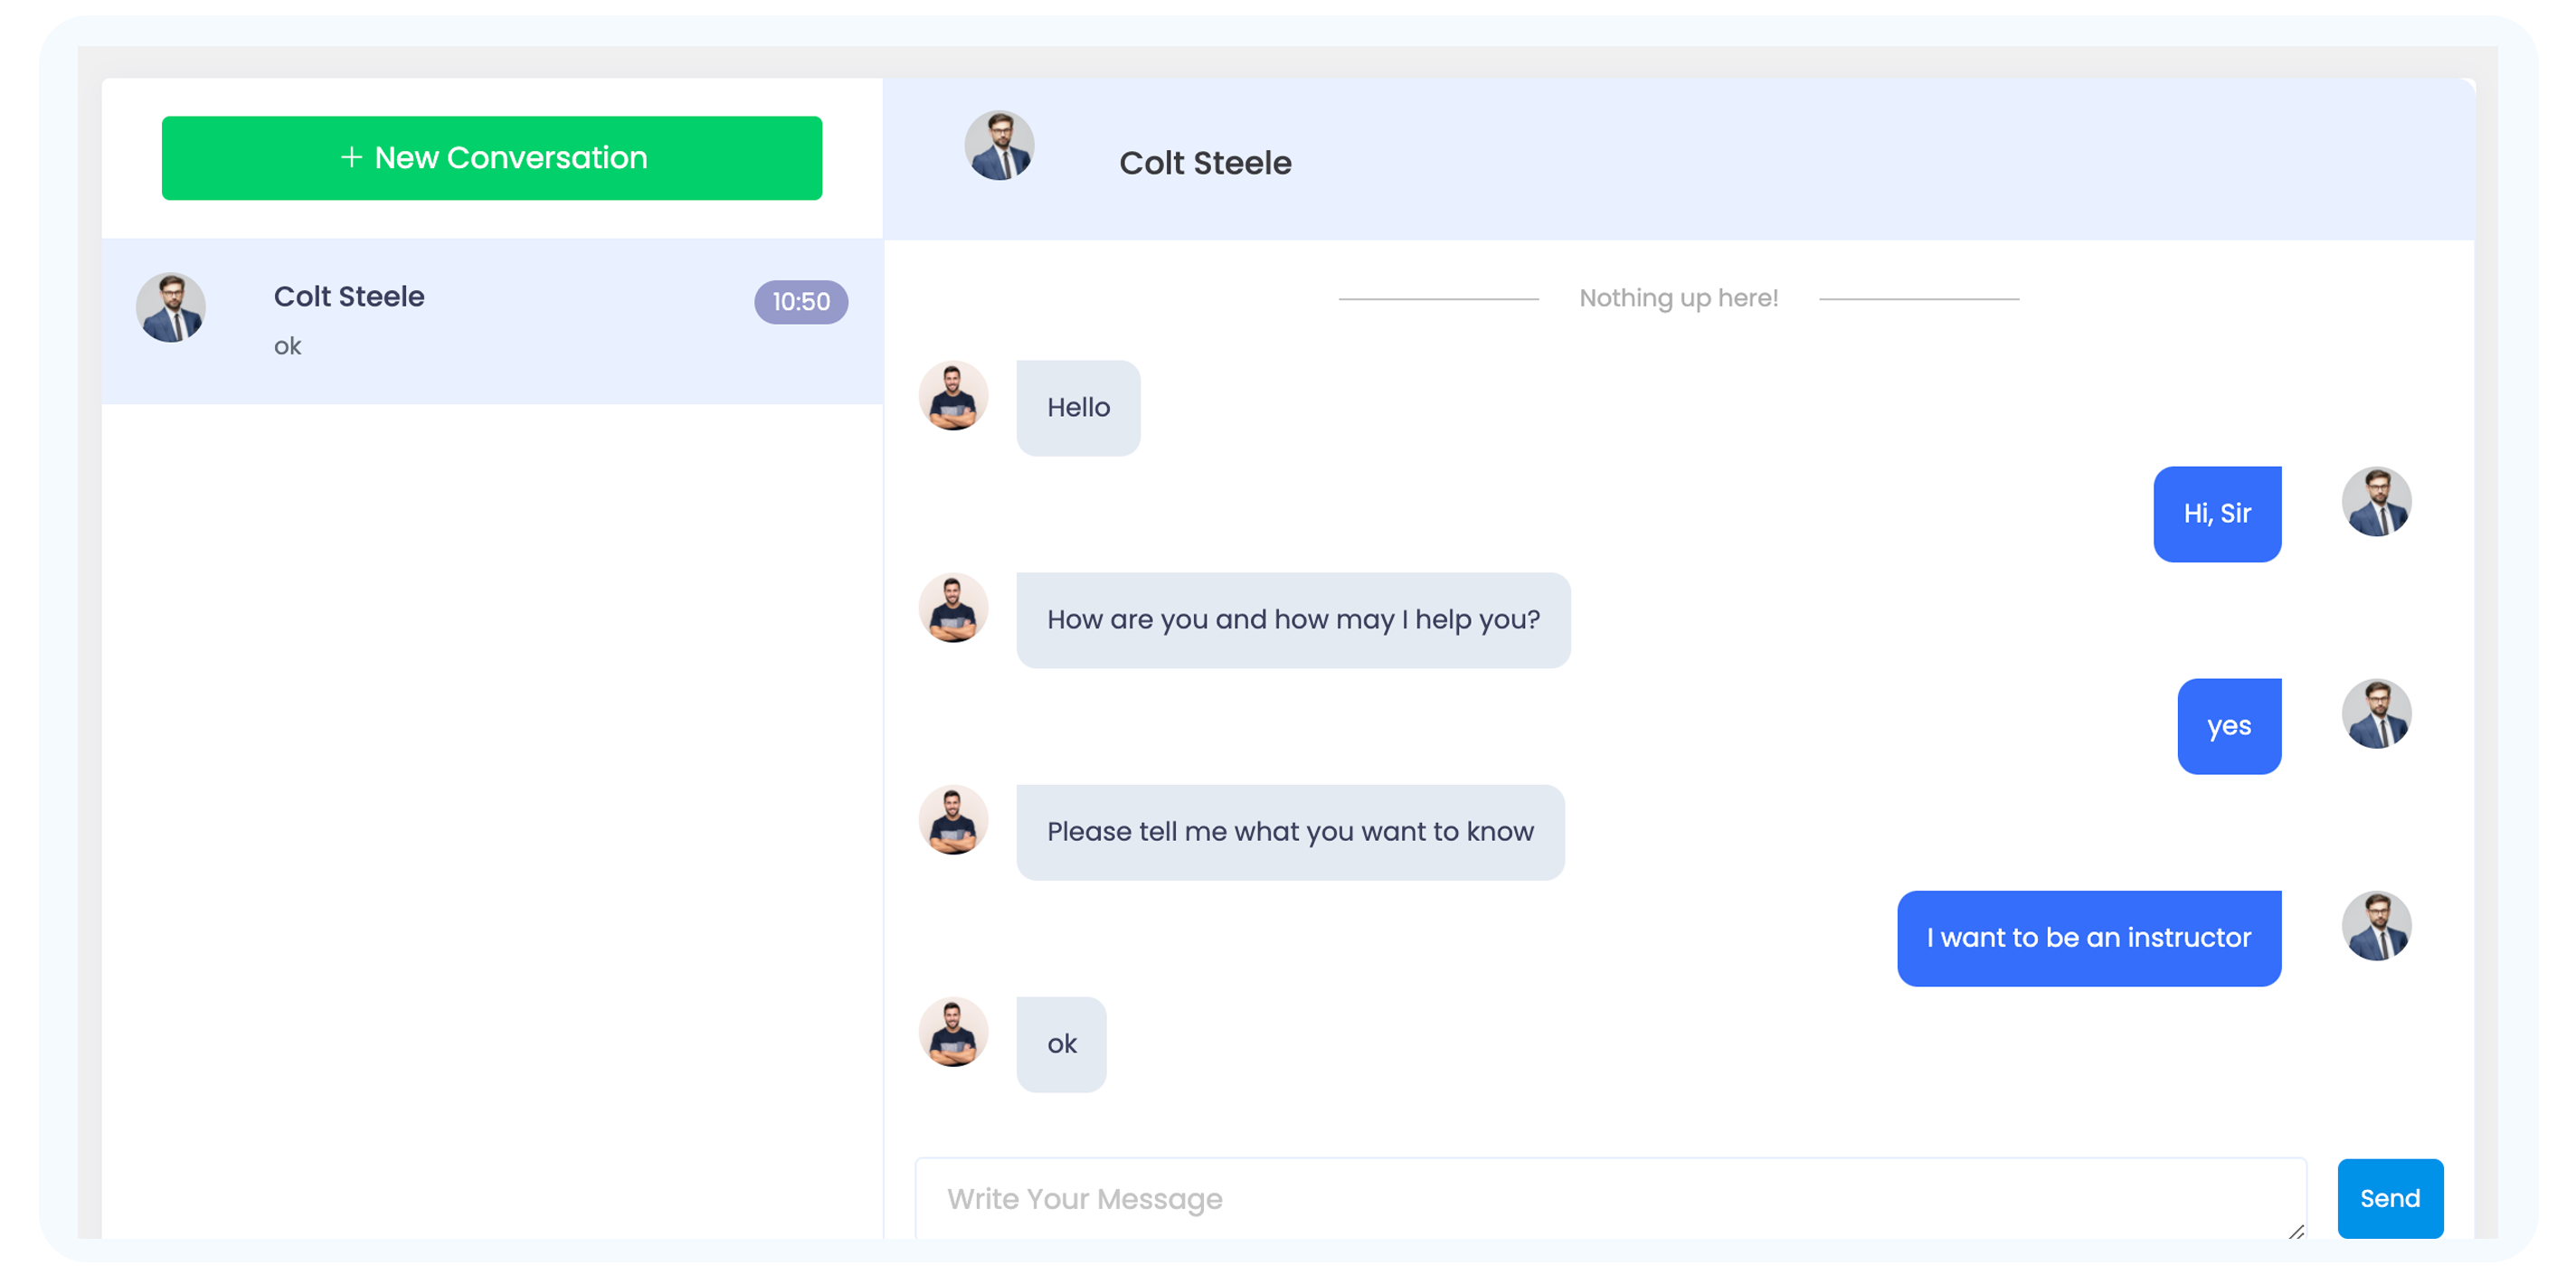 + New Conversation
Colt Steele
10:50
ok
Colt Steele
Nothing up here!
Hello
Hi, Sir
How are you and how may I help you?
yes
Please tell me what you want to know
I want to be an instructor
ok
Write Your Message
Send